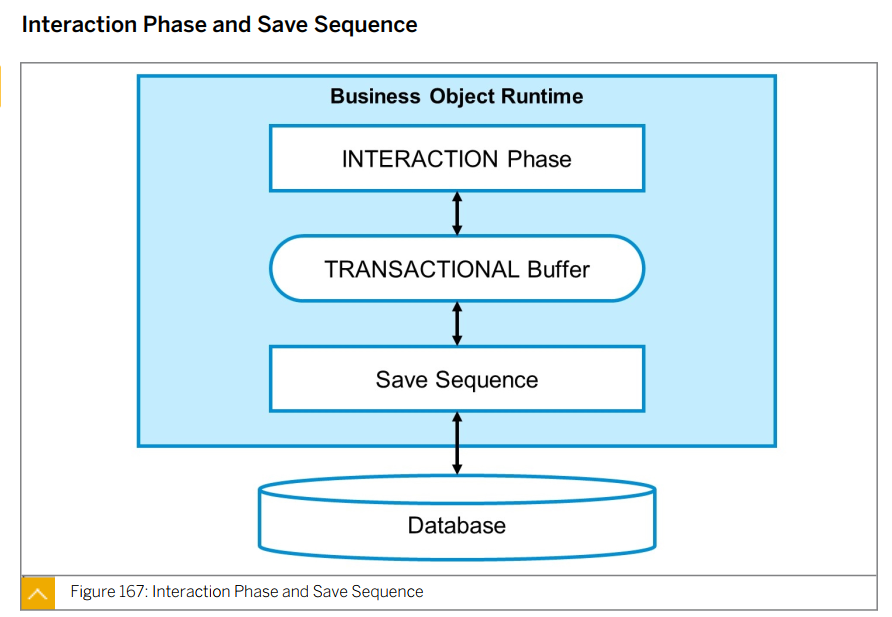 Interaction Phase and Save Sequence
Business Object Runtime
INTERACTION Phase
TRANSACTIONAL Buffer
Save Sequence
Database
Figure 167: Interaction Phase and Save Sequence